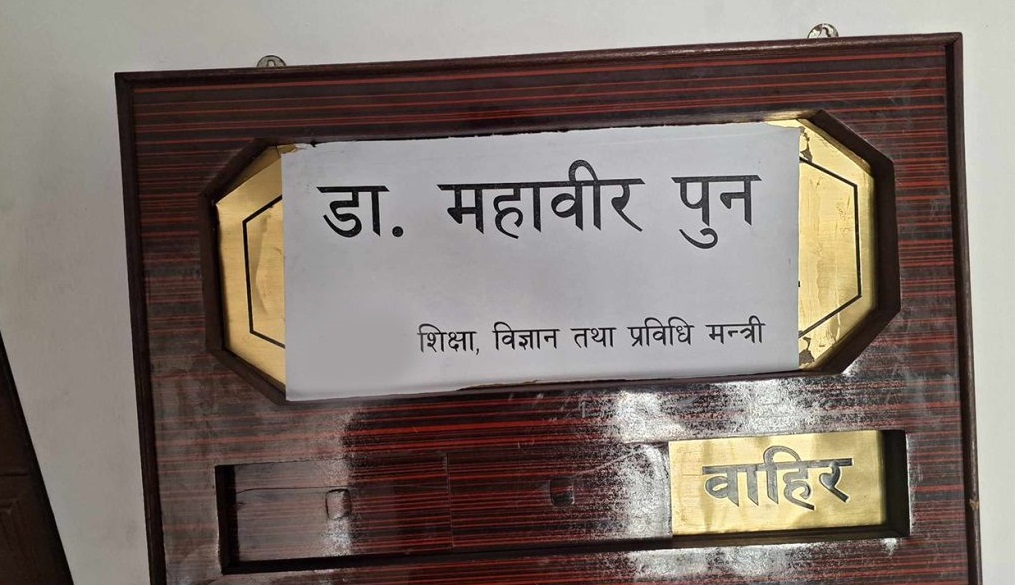 डा. महावीर पुन
शिक्षा, विज्ञान तथा प्रविधि मन्त्री
वाहिर